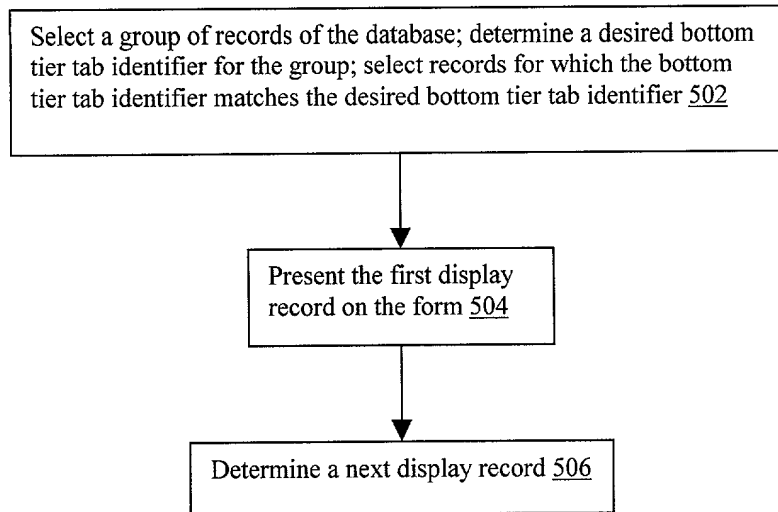 Select a group of records of the database; determine a desired bottom
tier tab identifier for the group; select records for which the bottom
tier tab identifier matches the desired bottom tier tab identifier 502
Present the first display
record on the form 504
Determine a next display record 506